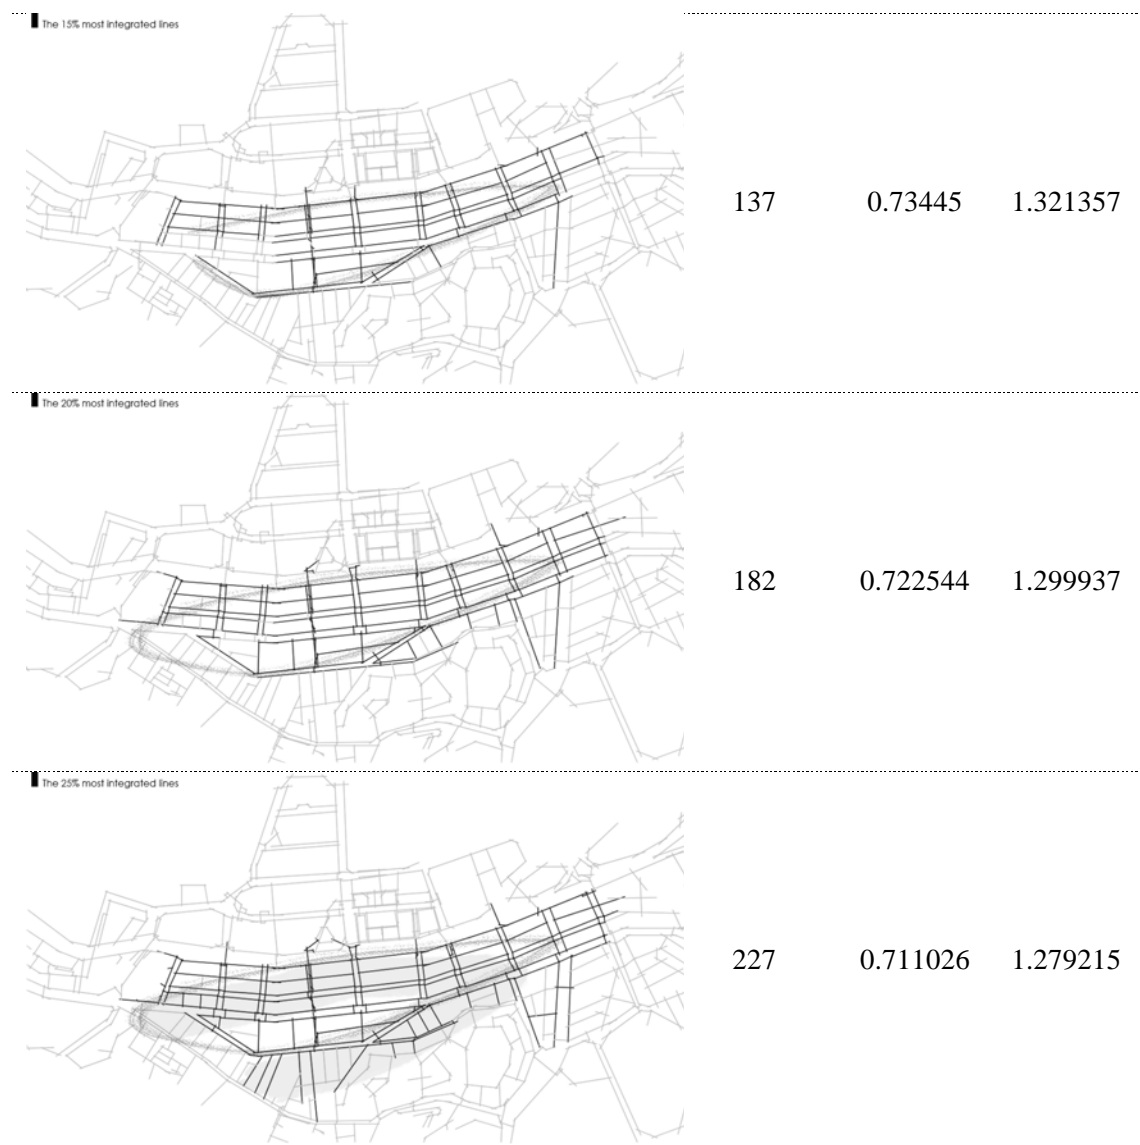 The 15% most integrated lines
137 0.73445 1.321357
The 20% most integrated lines
182 0.722544 1.299937
The 25% most integrated lines
227 0.711026 1.279215